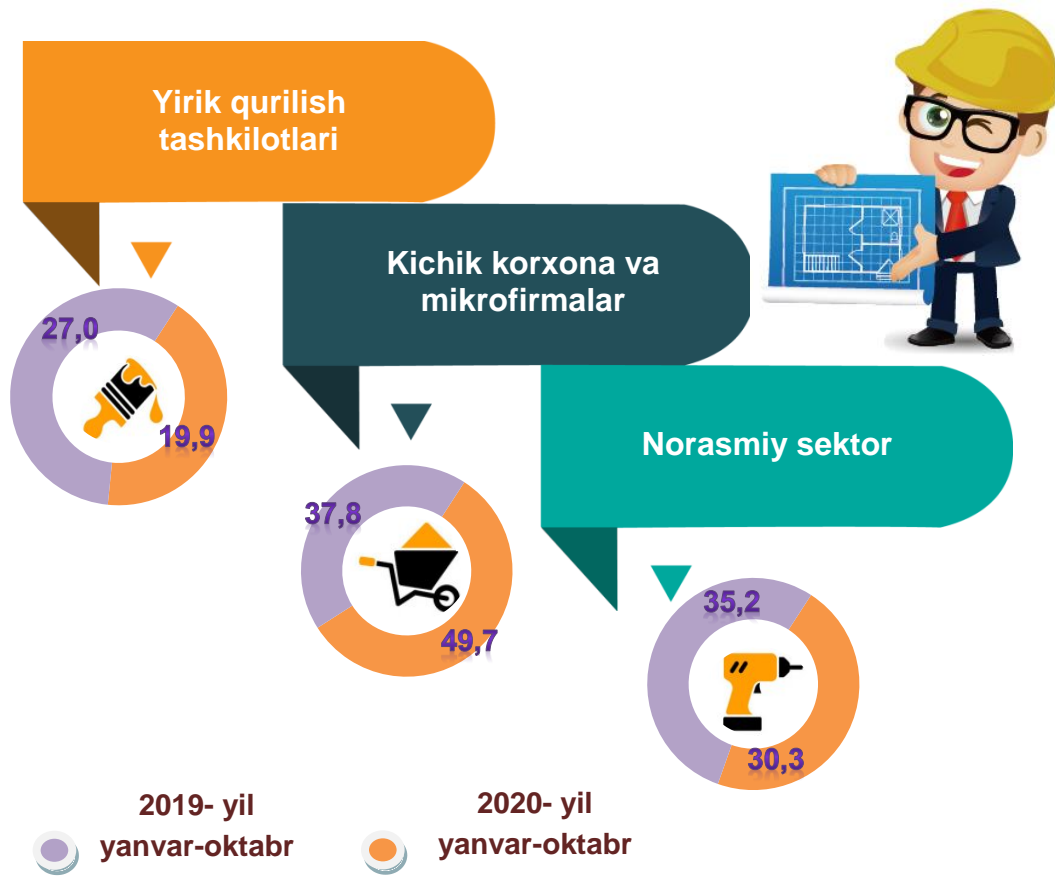 Yirik qurilish
tashkilotlari
Kichik korxona va
mikrofirmalar
27,0
19,9
Norasmiy sektor
37,8
49,7
35,2
30,3
2019- yil
yanvar-oktabr
2020- yil
yanvar-oktabr